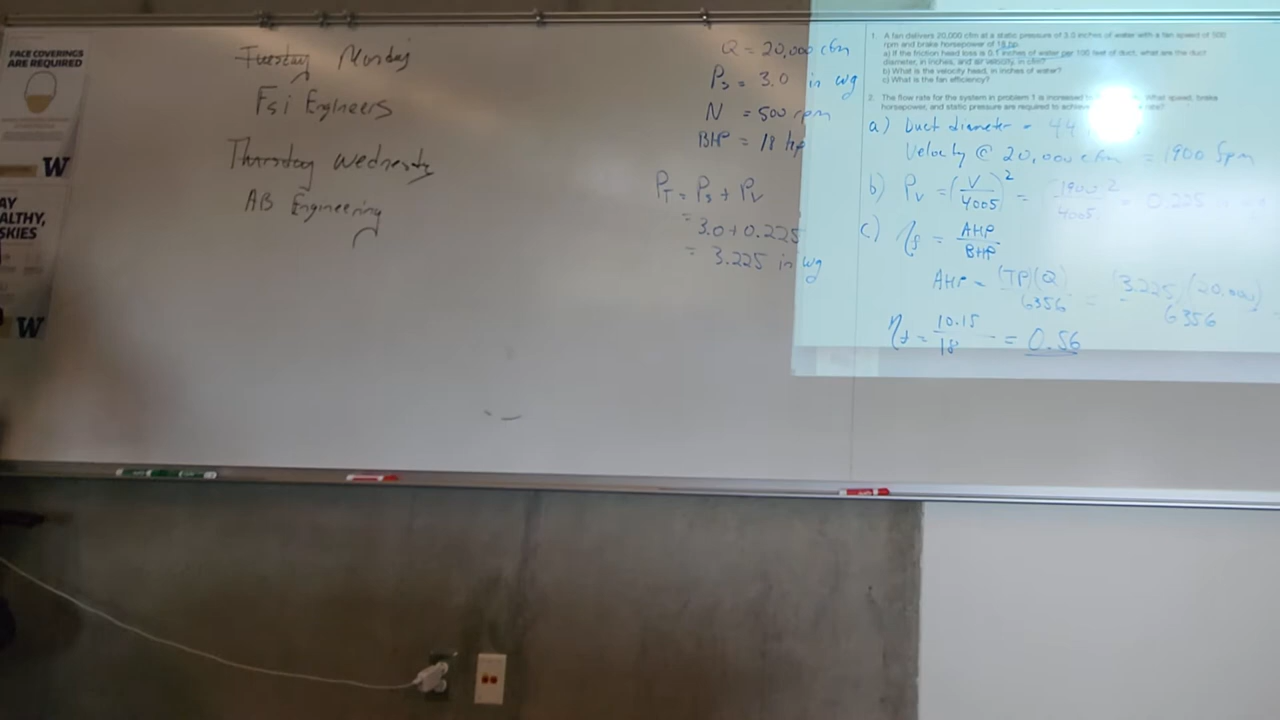 FACE COVERINGS
ARE REQUIRED
W
AY
ALTHY,
SKIES
W
Tuesday Monday
Fsi Engineers
Thursday Wednesday
AB Engineering
Q = 20,000 cfm
Ps = 3.0 in wg
N = 500 rpm
BHP = 18 hp
PT = Ps + Pv
= 3.0 + 0.225
= 3.225 in wg
1. A fan delivers 20,000 cfm at a static pressure of 3.0 inches of water with a fan speed of 500
rpm and brake horsepower of 18 hp.
a) If the friction head loss is 0.1 inches of water per 100 feet of duct, what are the duct
diameter, in inches, and air velocity, in cfm?
b) What is the velocity head, in inches of water?
c) What is the fan efficiency?
2. The flow rate for the system in problem 1 is increased What speed, brake
horsepower, and static pressure are required to achieve rate?
a) Duct diameter = 44
Velocity @ 20,000 cfm = 1900 fpm
b) Pv = (V/4005)² = (1900/4005)² = 0.225
c) ηf = AHP/BHP
AHP = (TP)(Q)/6356 = (3.225)(20,000)/6356 =
ηf = 10.15/18 = 0.56